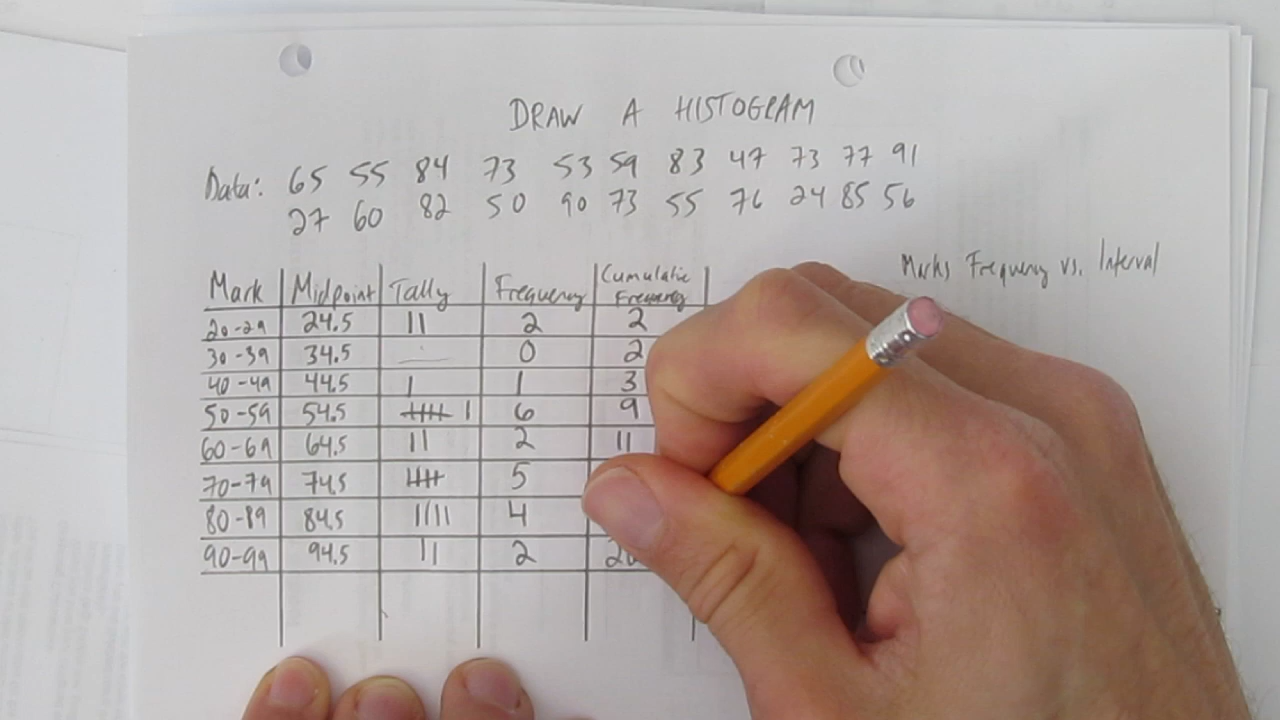 DRAW A HISTOGRAM
Data: 65 55 84 73 53 59 83 47 73 77 91
27 60 82 50 90 73 55 76 24 85 56
Marks Frequency vs. Interval
Mark Midpoint Tally Frequency Cumulative Frequency
20-29 24.5 || 2 2
30-39 34.5 0 2
40-49 44.5 | 1 3
50-59 54.5 𝍸 | 6 9
60-69 64.5 || 2 11
70-79 74.5 𝍸 5
80-89 84.5 |||| 4
90-99 94.5 || 2